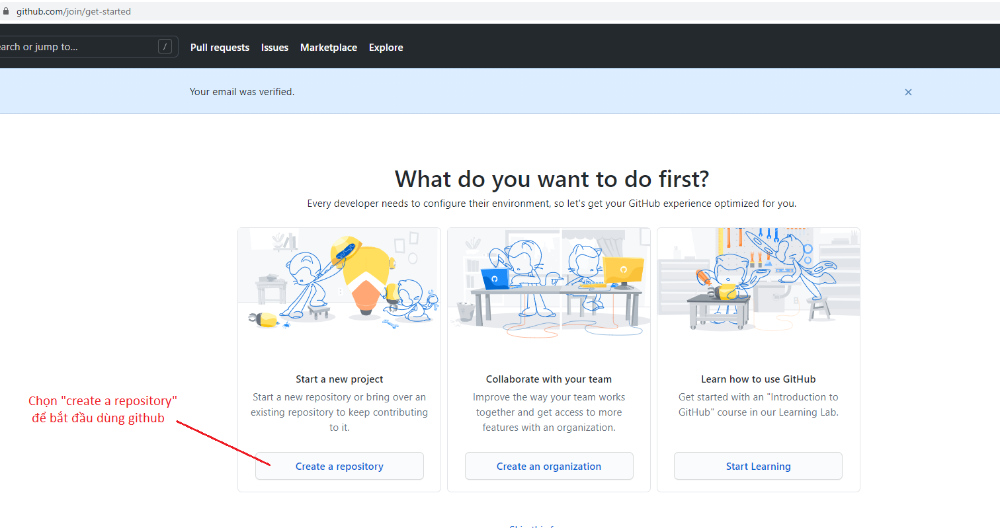 github.com/join/get-started
earch or jump to...
/
Pull requests
Issues
Marketplace
Explore
Your email was verified.
What do you want to do first?
Every developer needs to configure their environment, so let's get your GitHub experience optimized for you.
Start a new project
Start a new repository or bring over an
existing repository to keep contributing
to it.
Create a repository
Collaborate with your team
Improve the way your team works
together and get access to more
features with an organization.
Create an organization
Learn how to use GitHub
Get started with an "Introduction to
GitHub" course in our Learning Lab.
Start Learning
Chọn "create a repository"
để bắt đầu dùng github